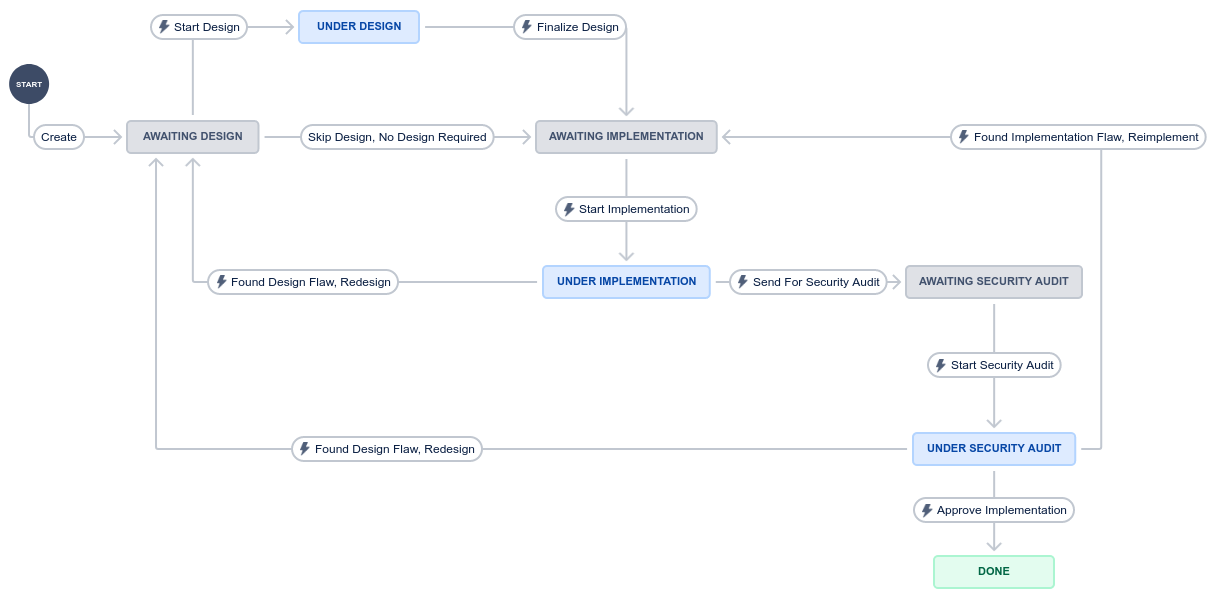 Start Design
UNDER DESIGN
Finalize Design
START
Create
AWAITING DESIGN
Skip Design, No Design Required
AWAITING IMPLEMENTATION
Found Implementation Flaw, Reimplement
Start Implementation
Found Design Flaw, Redesign
UNDER IMPLEMENTATION
Send For Security Audit
AWAITING SECURITY AUDIT
Start Security Audit
Found Design Flaw, Redesign
UNDER SECURITY AUDIT
Approve Implementation
DONE